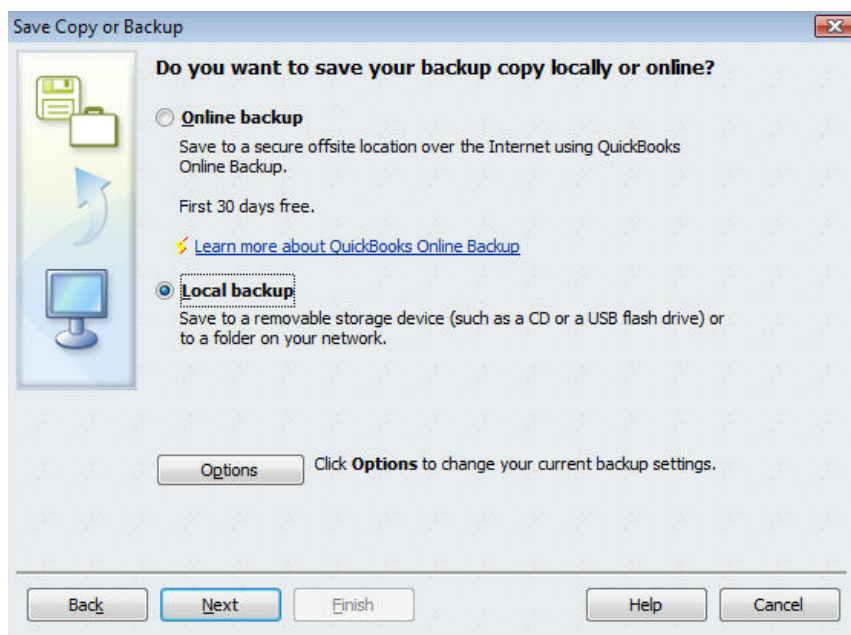 Save Copy or Backup
Do you want to save your backup copy locally or online?
Online backup
Save to a secure offsite location over the Internet using QuickBooks
Online Backup.
First 30 days free.
Learn more about QuickBooks Online Backup
Local backup
Save to a removable storage device (such as a CD or a USB flash drive) or
to a folder on your network.
Options Click Options to change your current backup settings.
Back Next Finish Help Cancel